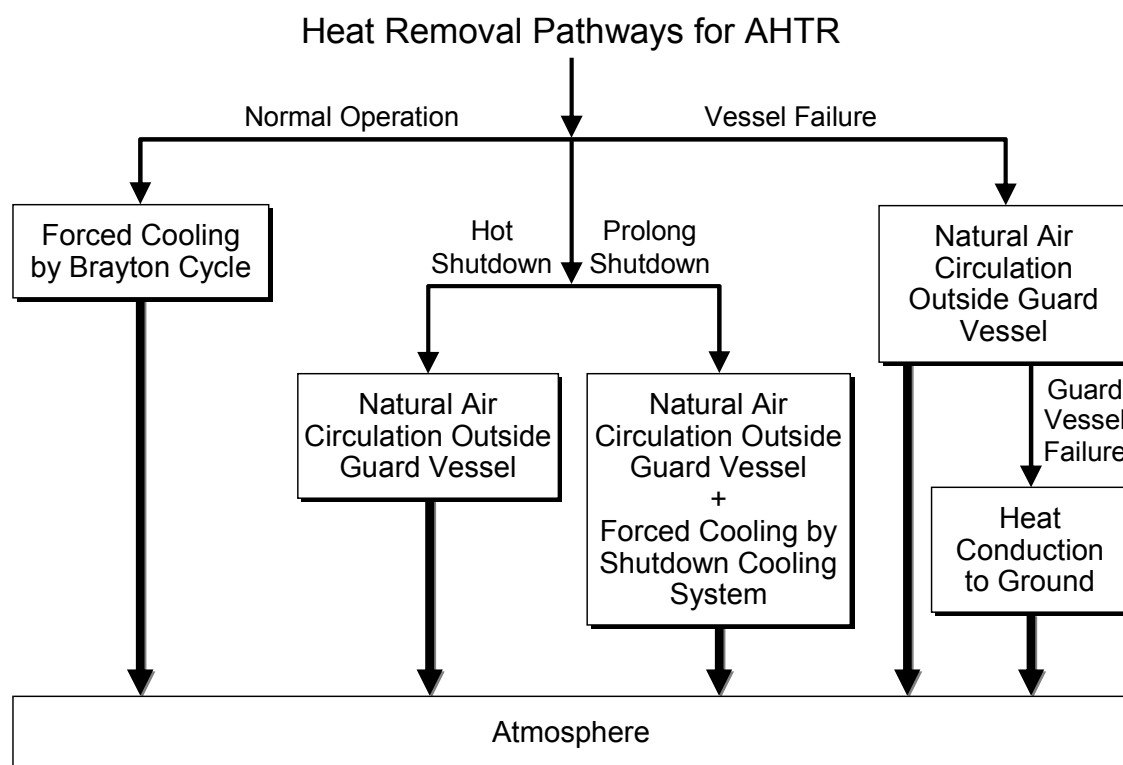 Heat Removal Pathways for AHTR
Normal Operation
Vessel Failure
Forced Cooling
by Brayton Cycle
Hot
Shutdown
Prolong
Shutdown
Natural Air
Circulation
Outside Guard
Vessel
Natural Air
Circulation Outside
Guard Vessel
Natural Air
Circulation Outside
Guard Vessel
+
Forced Cooling by
Shutdown Cooling
System
Guard
Vessel
Failure
Heat
Conduction
to Ground
Atmosphere